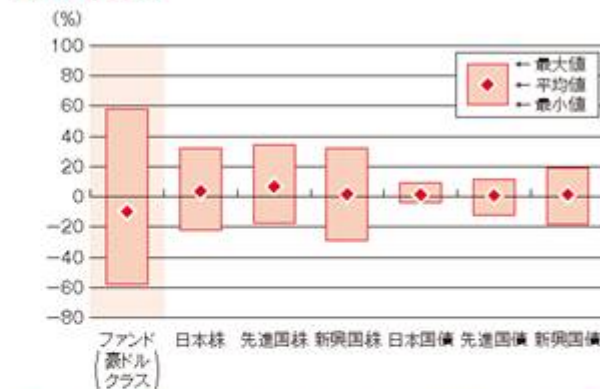 (%)
100
80
60
40
20
0
−20
−40
−60
−80
← 最大値
← 平均値
← 最小値
ファンド
(豪ドル
クラス)
日本株
先進国株
新興国株
日本国債
先進国債
新興国債